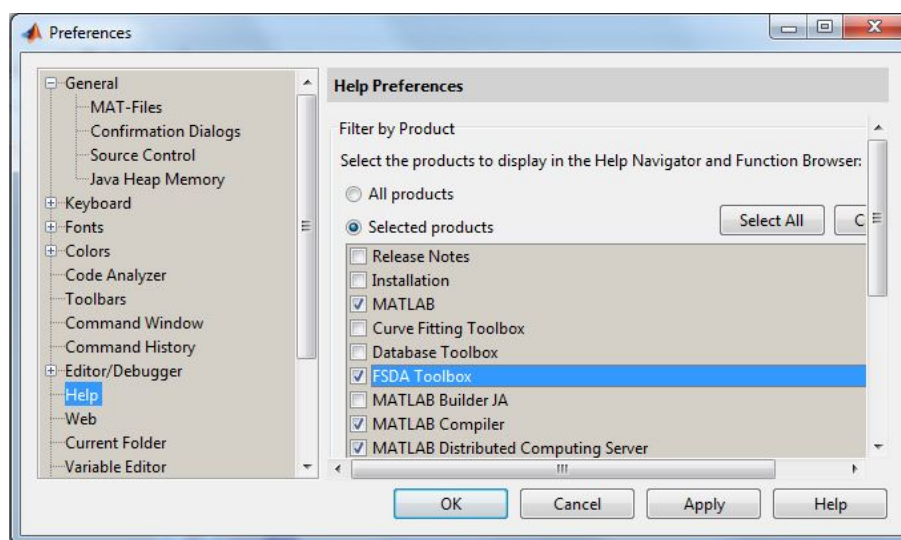 Preferences
General
MAT-Files
Confirmation Dialogs
Source Control
Java Heap Memory
Keyboard
Fonts
Colors
Code Analyzer
Toolbars
Command Window
Command History
Editor/Debugger
Help
Web
Current Folder
Variable Editor
Help Preferences
Filter by Product
Select the products to display in the Help Navigator and Function Browser:
All products
Selected products
Select All
C
Release Notes
Installation
MATLAB
Curve Fitting Toolbox
Database Toolbox
FSDA Toolbox
MATLAB Builder JA
MATLAB Compiler
MATLAB Distributed Computing Server
OK Cancel Apply Help